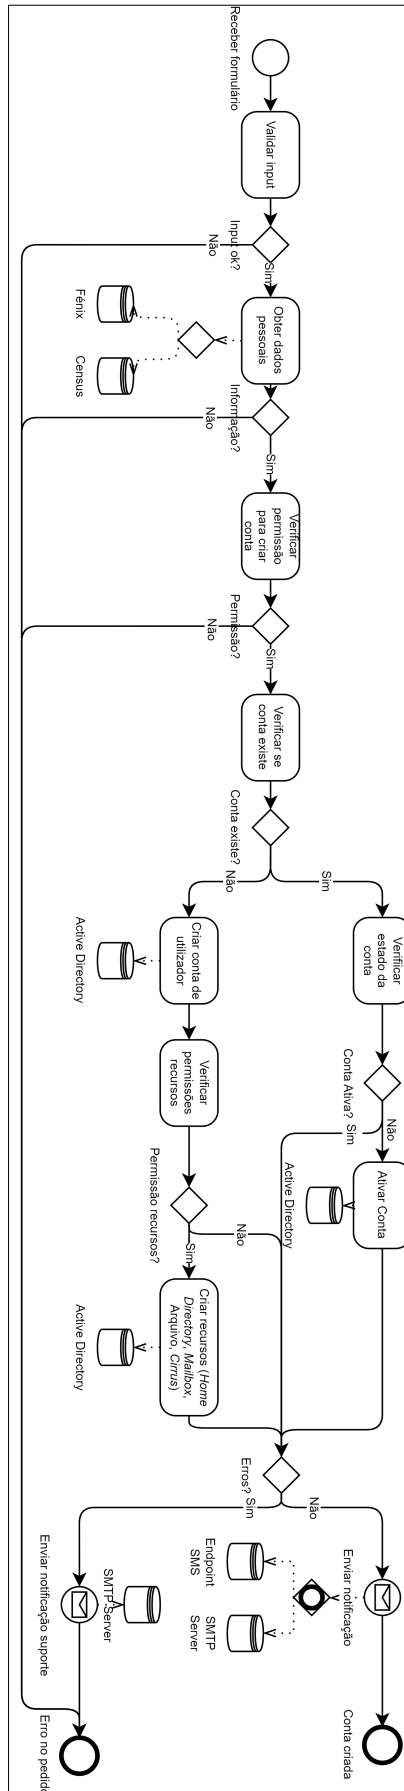 Receber formulário
Validar input
Input ok?
Não
Sim
Obter dados
pessoais
Fénix
Census
Informação?
Não
Sim
Verificar
permissão
para criar
conta
Permissão?
Não
Sim
Verificar se
conta existe
Conta existe?
Sim
Não
Verifiicar
estado da
conta
Conta Ativa?
Não
Sim
Ativar Conta
Active Directory
Criar conta de
utilizador
Active Directory
Verificar
permissões
recursos
Permissão recursos?
Não
Sim
Criar recursos (Home
Directory, Mailbox,
Arquivo, Cirrus)
Active Directory
Erros?
Não
Sim
Enviar notificação
Endpoint
SMS
SMTP
Server
Conta criada
Enviar notificação suporte
SMTP Server
Erro no pedido